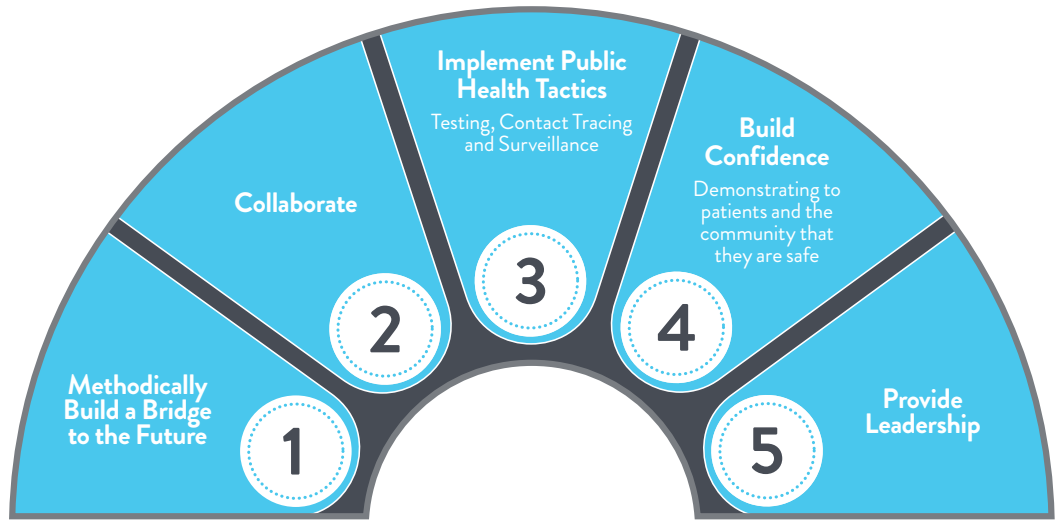 1
Methodically
Build a Bridge
to the Future
2
Collaborate
3
Implement Public
Health Tactics
Testing, Contact Tracing
and Surveillance
4
Build
Confidence
Demonstrating to
patients and the
community that
they are safe
5
Provide
Leadership